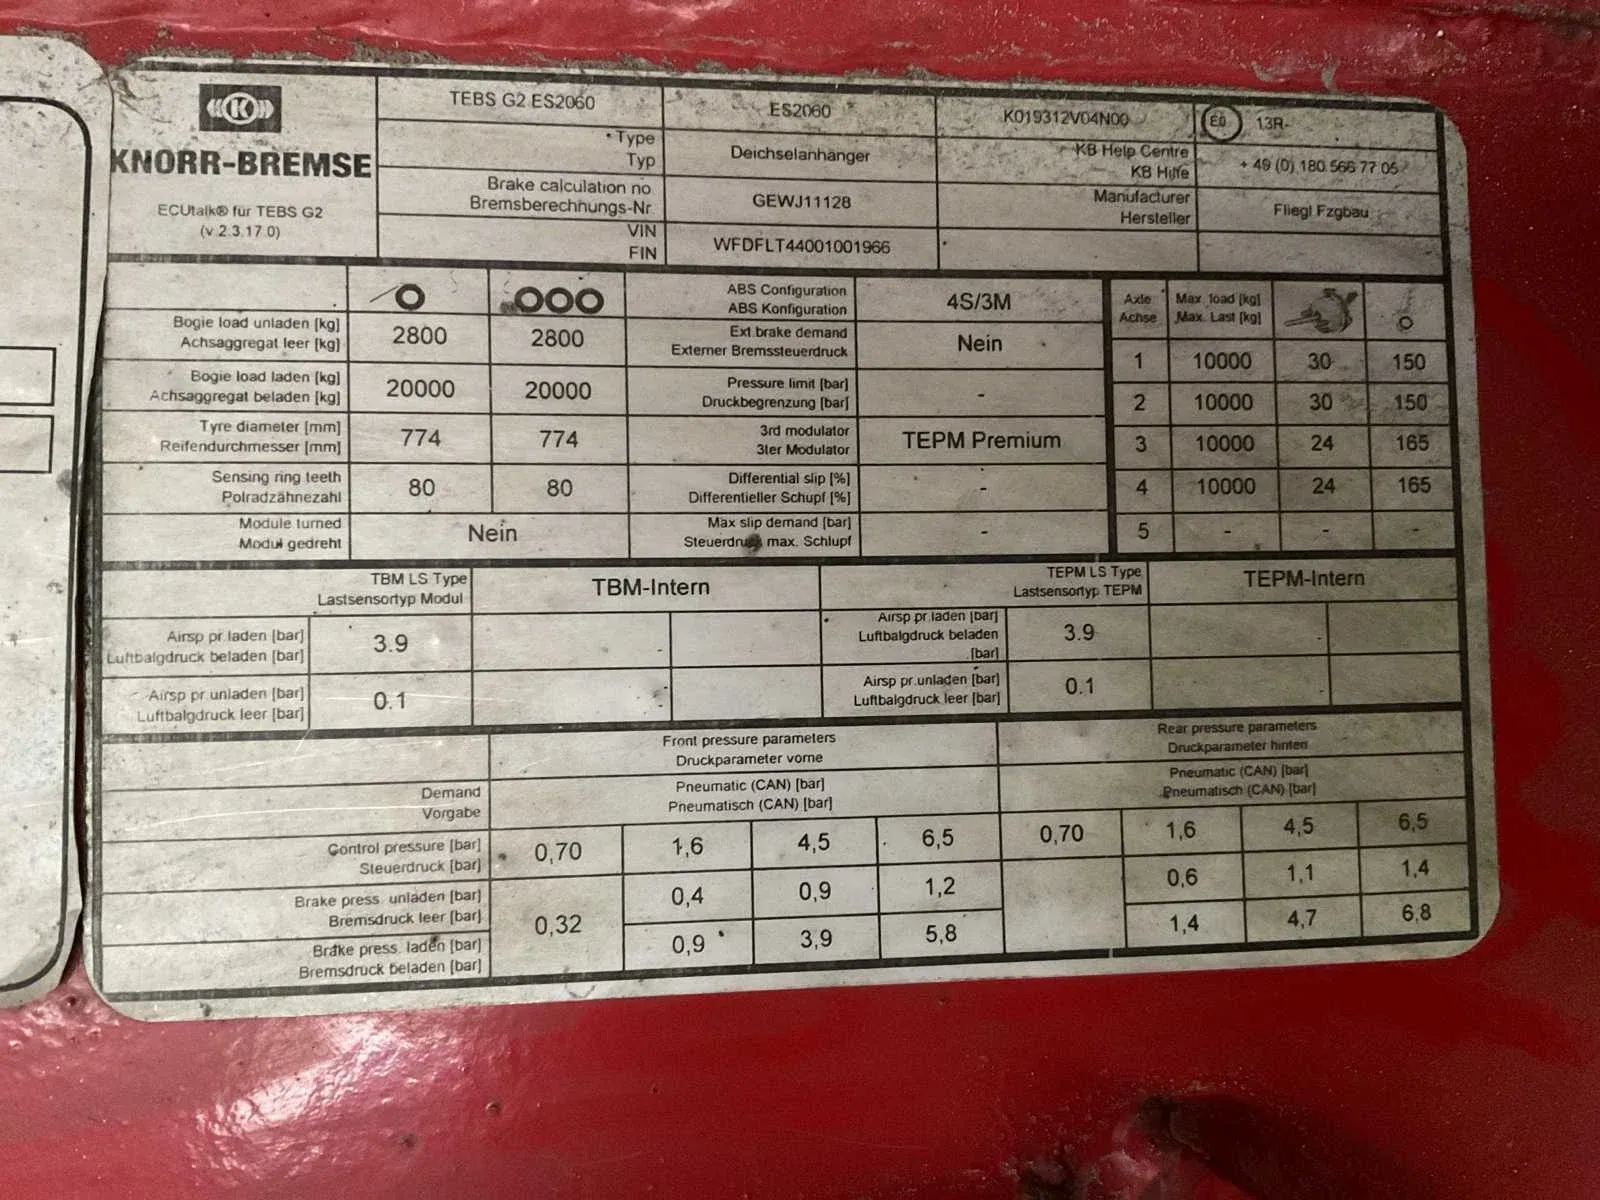 TEBS G2 ES2060 ES2060 K019312V04N00 13R-
KNORR-BREMSE
ECUtalk® für TEBS G2
(v 2.3.17.0)
Type
Typ
Deichselanhänger
KB Help Centre
KB Hilfe
+ 49 (0) 180 566 77 05
Brake calculation no
Bremsberechnungs-Nr
GEWJ11128
Manufacturer
Hersteller
Fliegl Fzgbau
VIN
FIN
WFDFLT44001001966
Bogie load unladen [kg]
Achsaggregat leer [kg]
2800 2800
Bogie load laden [kg]
Achsaggregat beladen [kg]
20000 20000
Tyre diameter [mm]
Reifendurchmesser [mm]
774 774
Sensing ring teeth
Polradzähnezahl
80 80
Module turned
Modul gedreht
Nein
ABS Configuration
ABS Konfiguration
4S/3M
Ext.brake demand
Externer Bremssteuerdruck
Nein
Pressure limit [bar]
Druckbegrenzung [bar]
-
3rd modulator
3ter Modulator
TEPM Premium
Differential slip [%]
Differentieller Schupf [%]
-
Max slip demand [bar]
Steuerdruck max. Schlupf
-
Axle
Achse
Max. load [kg]
Max. Last [kg]
1 10000 30 150
2 10000 30 150
3 10000 24 165
4 10000 24 165
5 - - -
TBM LS Type
Lastsensortyp Modul
TBM-Intern
TEPM LS Type
Lastsensortyp TEPM
TEPM-Intern
Airsp pr.laden [bar]
Luftbalgdruck beladen [bar]
3.9
Airsp pr.laden [bar]
Luftbalgdruck beladen
[bar]
3.9
Airsp pr.unladen [bar]
Luftbalgdruck leer [bar]
0.1
Airsp pr.unladen [bar]
Luftbalgdruck leer [bar]
0.1
Front pressure parameters
Druckparameter vorne
Rear pressure parameters
Druckparameter hinten
Demand
Vorgabe
Pneumatic (CAN) [bar]
Pneumatisch (CAN) [bar]
Pneumatic (CAN) [bar]
Pneumatisch (CAN) [bar]
Control pressure [bar]
Steuerdruck [bar]
0,70 1,6 4,5 6,5 0,70 1,6 4,5 6,5
Brake press. unladen [bar]
Bremsdruck leer [bar]
0,32 0,4 0,9 1,2 0,6 1,1 1,4
Brake press. laden [bar]
Bremsdruck beladen [bar]
0,9 3,9 5,8 1,4 4,7 6,8